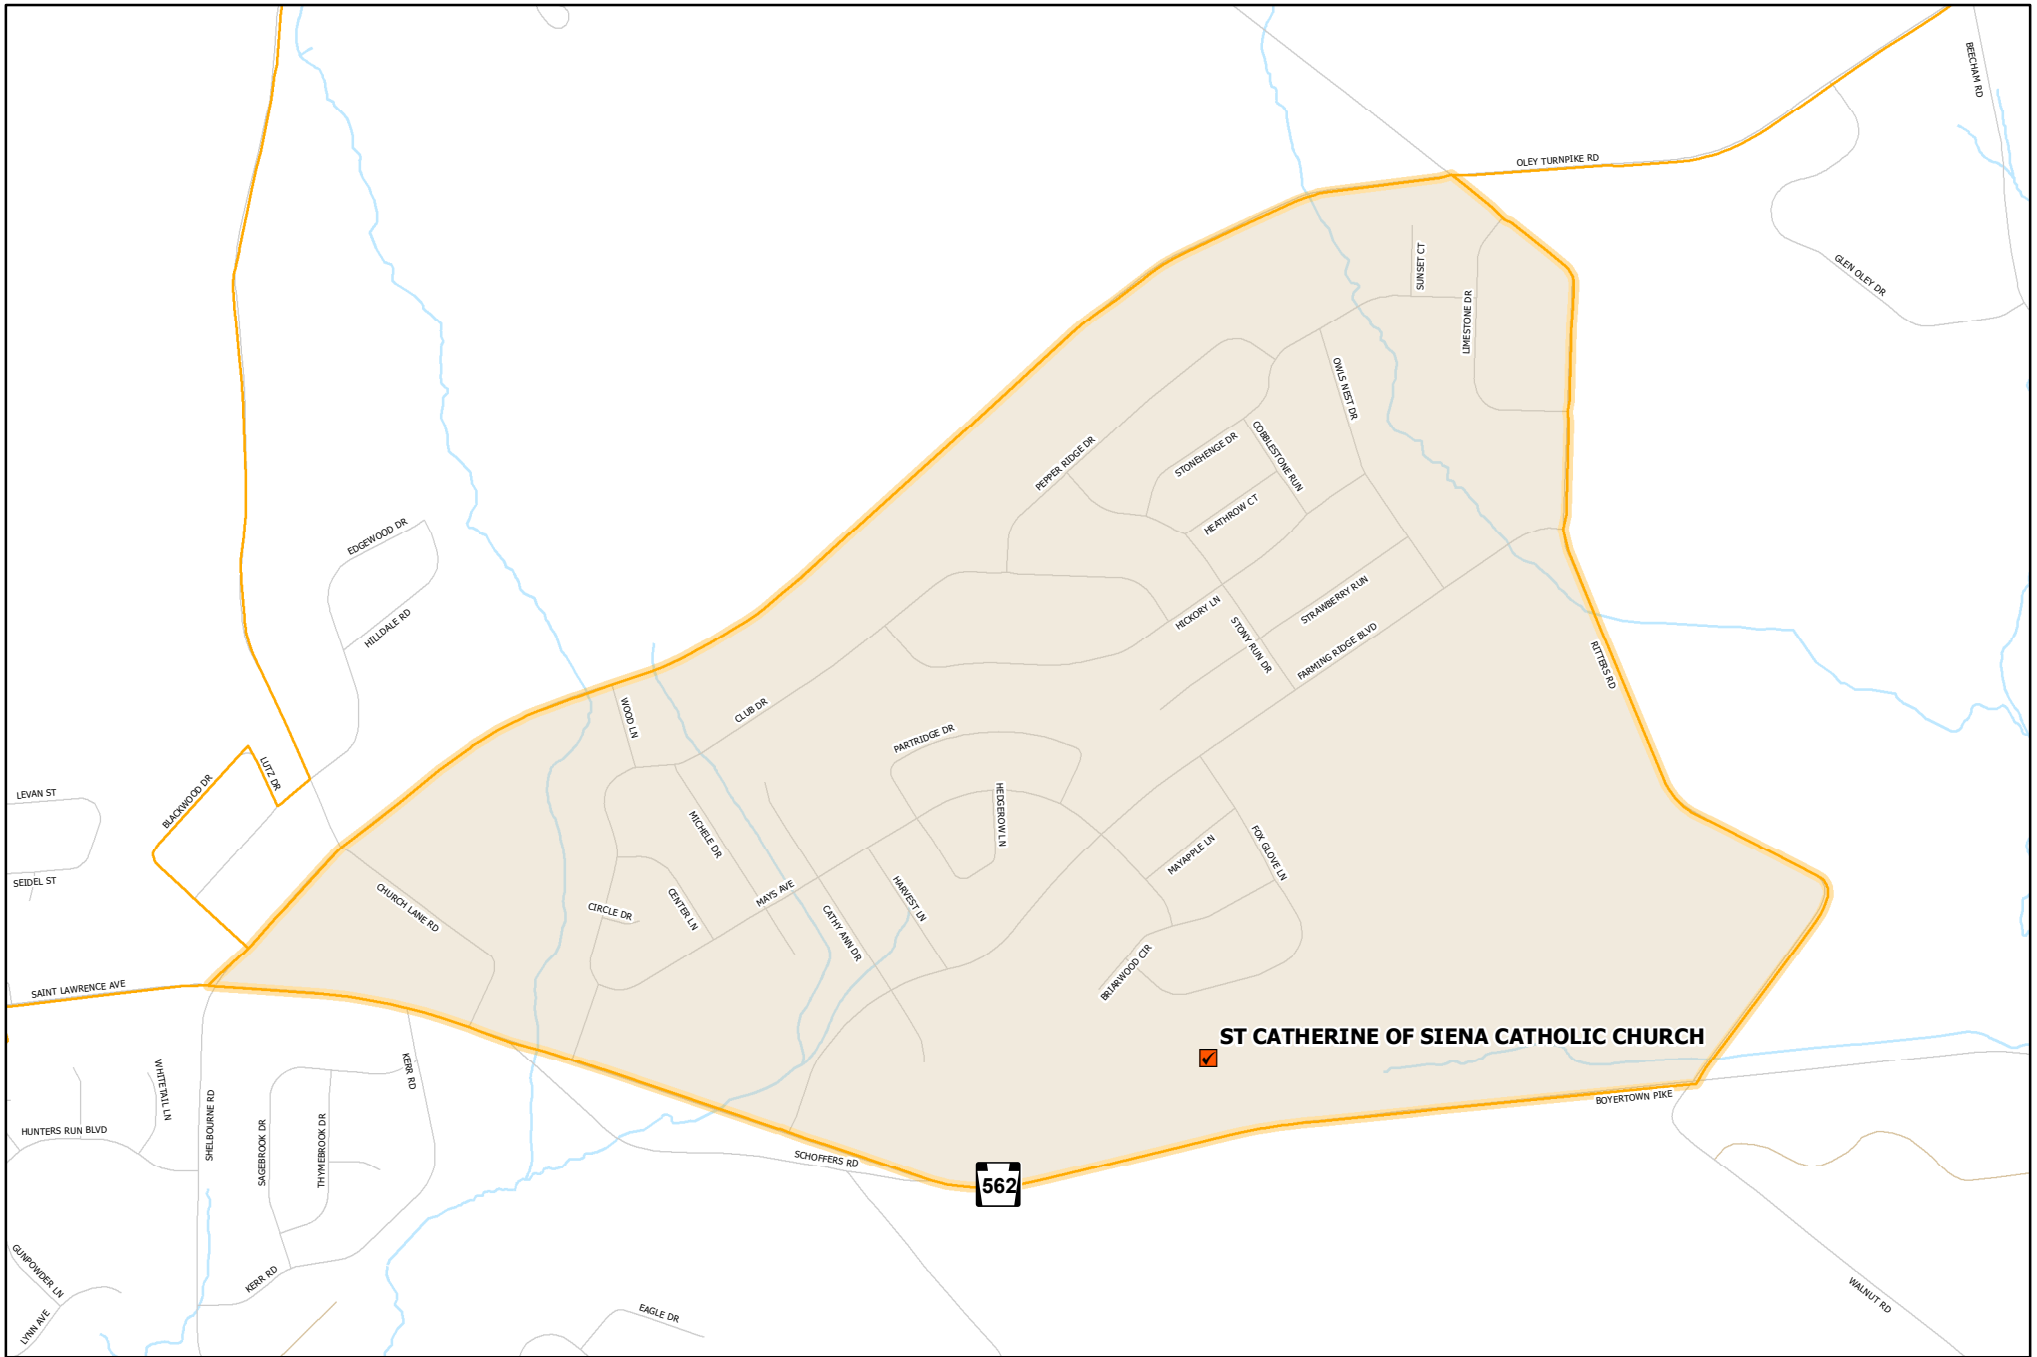 BEECHAM RD
OLEY TURNPIKE RD
SUNSET CT
GLEN OLEY DR
LIMESTONE DR
OWLS NEST DR
PEPPER RIDGE DR
STONEHENGE DR
COBBLESTONE RUN
HEATHROW CT
EDGEWOOD DR
HILLDALE RD
HICKORY LN
STRAWBERRY RUN
STONY RUN DR
FARMING RIDGE BLVD
RITTERS RD
WOOD LN
CLUB DR
PARTRIDGE DR
LUTZ DR
BLACKWOOD DR
LEVAN ST
HEDGEROW LN
MICHELE DR
MAYAPPLE LN
FOX GLOVE LN
SEIDEL ST
CHURCH LANE RD
CIRCLE DR
CENTER LN
MAYS AVE
HARVEST LN
CATHY ANN DR
BRIARWOOD CIR
SAINT LAWRENCE AVE
ST CATHERINE OF SIENA CATHOLIC CHURCH
WHITETAIL LN
KERR RD
BOYERTOWN PIKE
HUNTERS RUN BLVD
SHELBOURNE RD
SAGEBROOK DR
THYMEBROOK DR
SCHOFFERS RD
562
GUNPOWDER LN
KERR RD
LYNN AVE
EAGLE DR
WALNUT RD